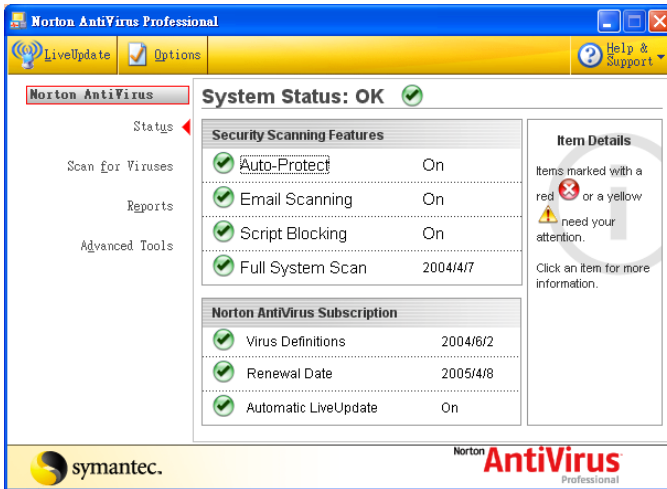 Norton AntiVirus Professional
LiveUpdate
Options
Help &
Support
Norton AntiVirus
Status
Scan for Viruses
Reports
Advanced Tools
System Status: OK
Security Scanning Features
Auto-Protect On
Email Scanning On
Script Blocking On
Full System Scan 2004/4/7
Norton AntiVirus Subscription
Virus Definitions 2004/6/2
Renewal Date 2005/4/8
Automatic LiveUpdate On
Item Details
Items marked with a
red or a yellow
need your
attention.
Click an item for more
information.
symantec.
Norton AntiVirus
Professional